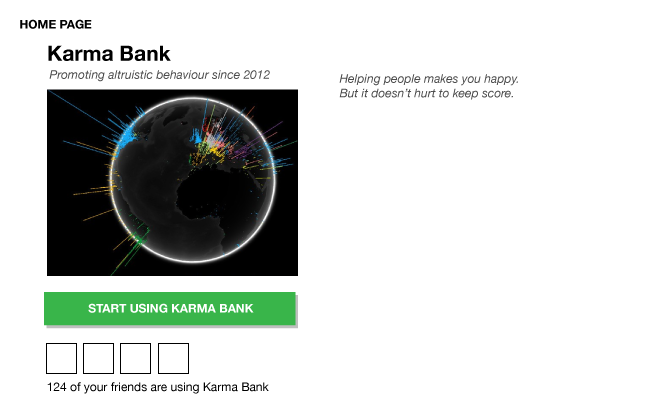 HOME PAGE
Karma Bank
Promoting altruistic behaviour since 2012
Helping people makes you happy.
But it doesn't hurt to keep score.
START USING KARMA BANK
124 of your friends are using Karma Bank